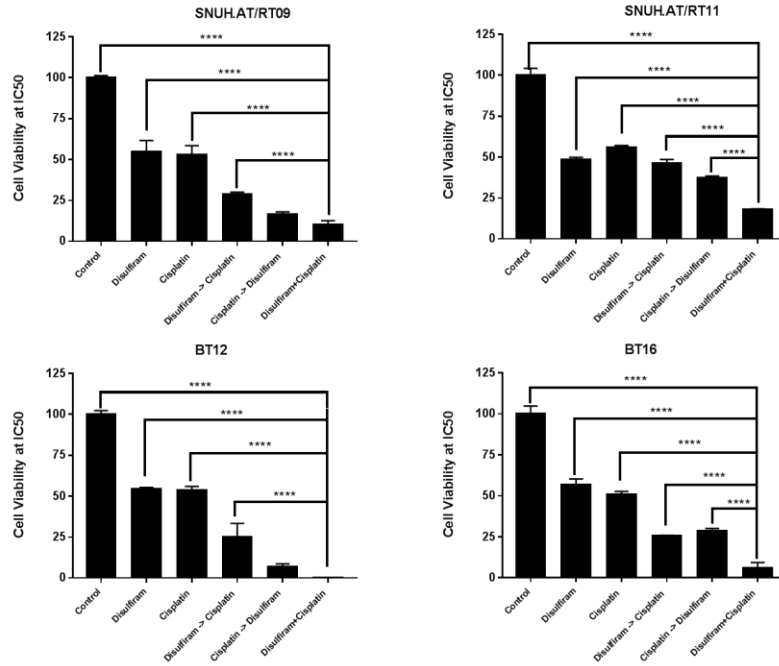 SNUH.AT/RT09
Cell Viability at IC50
125
100
75
50
25
0
****
****
****
****
Control
Disulfiram
Cisplatin
Disulfiram -> Cisplatin
Cisplatin -> Disulfiram
Disulfiram+Cisplatin
SNUH.AT/RT11
Cell Viability at IC50
125
100
75
50
25
0
****
****
****
****
****
Control
Disulfiram
Cisplatin
Disulfiram -> Cisplatin
Cisplatin -> Disulfiram
Disulfiram+Cisplatin
BT12
Cell Viability at IC50
125
100
75
50
25
0
****
****
****
****
Control
Disulfiram
Cisplatin
Disulfiram -> Cisplatin
Cisplatin -> Disulfiram
Disulfiram+Cisplatin
BT16
Cell Viability at IC50
125
100
75
50
25
0
****
****
****
****
****
Control
Disulfiram
Cisplatin
Disulfiram -> Cisplatin
Cisplatin -> Disulfiram
Disulfiram+Cisplatin